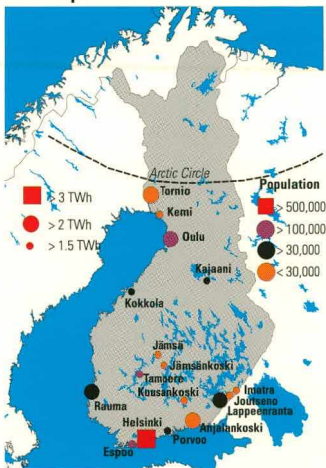 Arctic Circle
Tornio
Kemi
Oulu
> 3 TWh
> 2 TWh
> 1.5 TWh
Population
> 500,000
> 100,000
> 30,000
< 30,000
Kajaani
Kokkola
Jämsä
Jämsänkoski
Tampere
Kuusankoski
Imatra
Joutseno
Lappeenranta
Rauma
Helsinki
Anjalankoski
Porvoo
Espoo